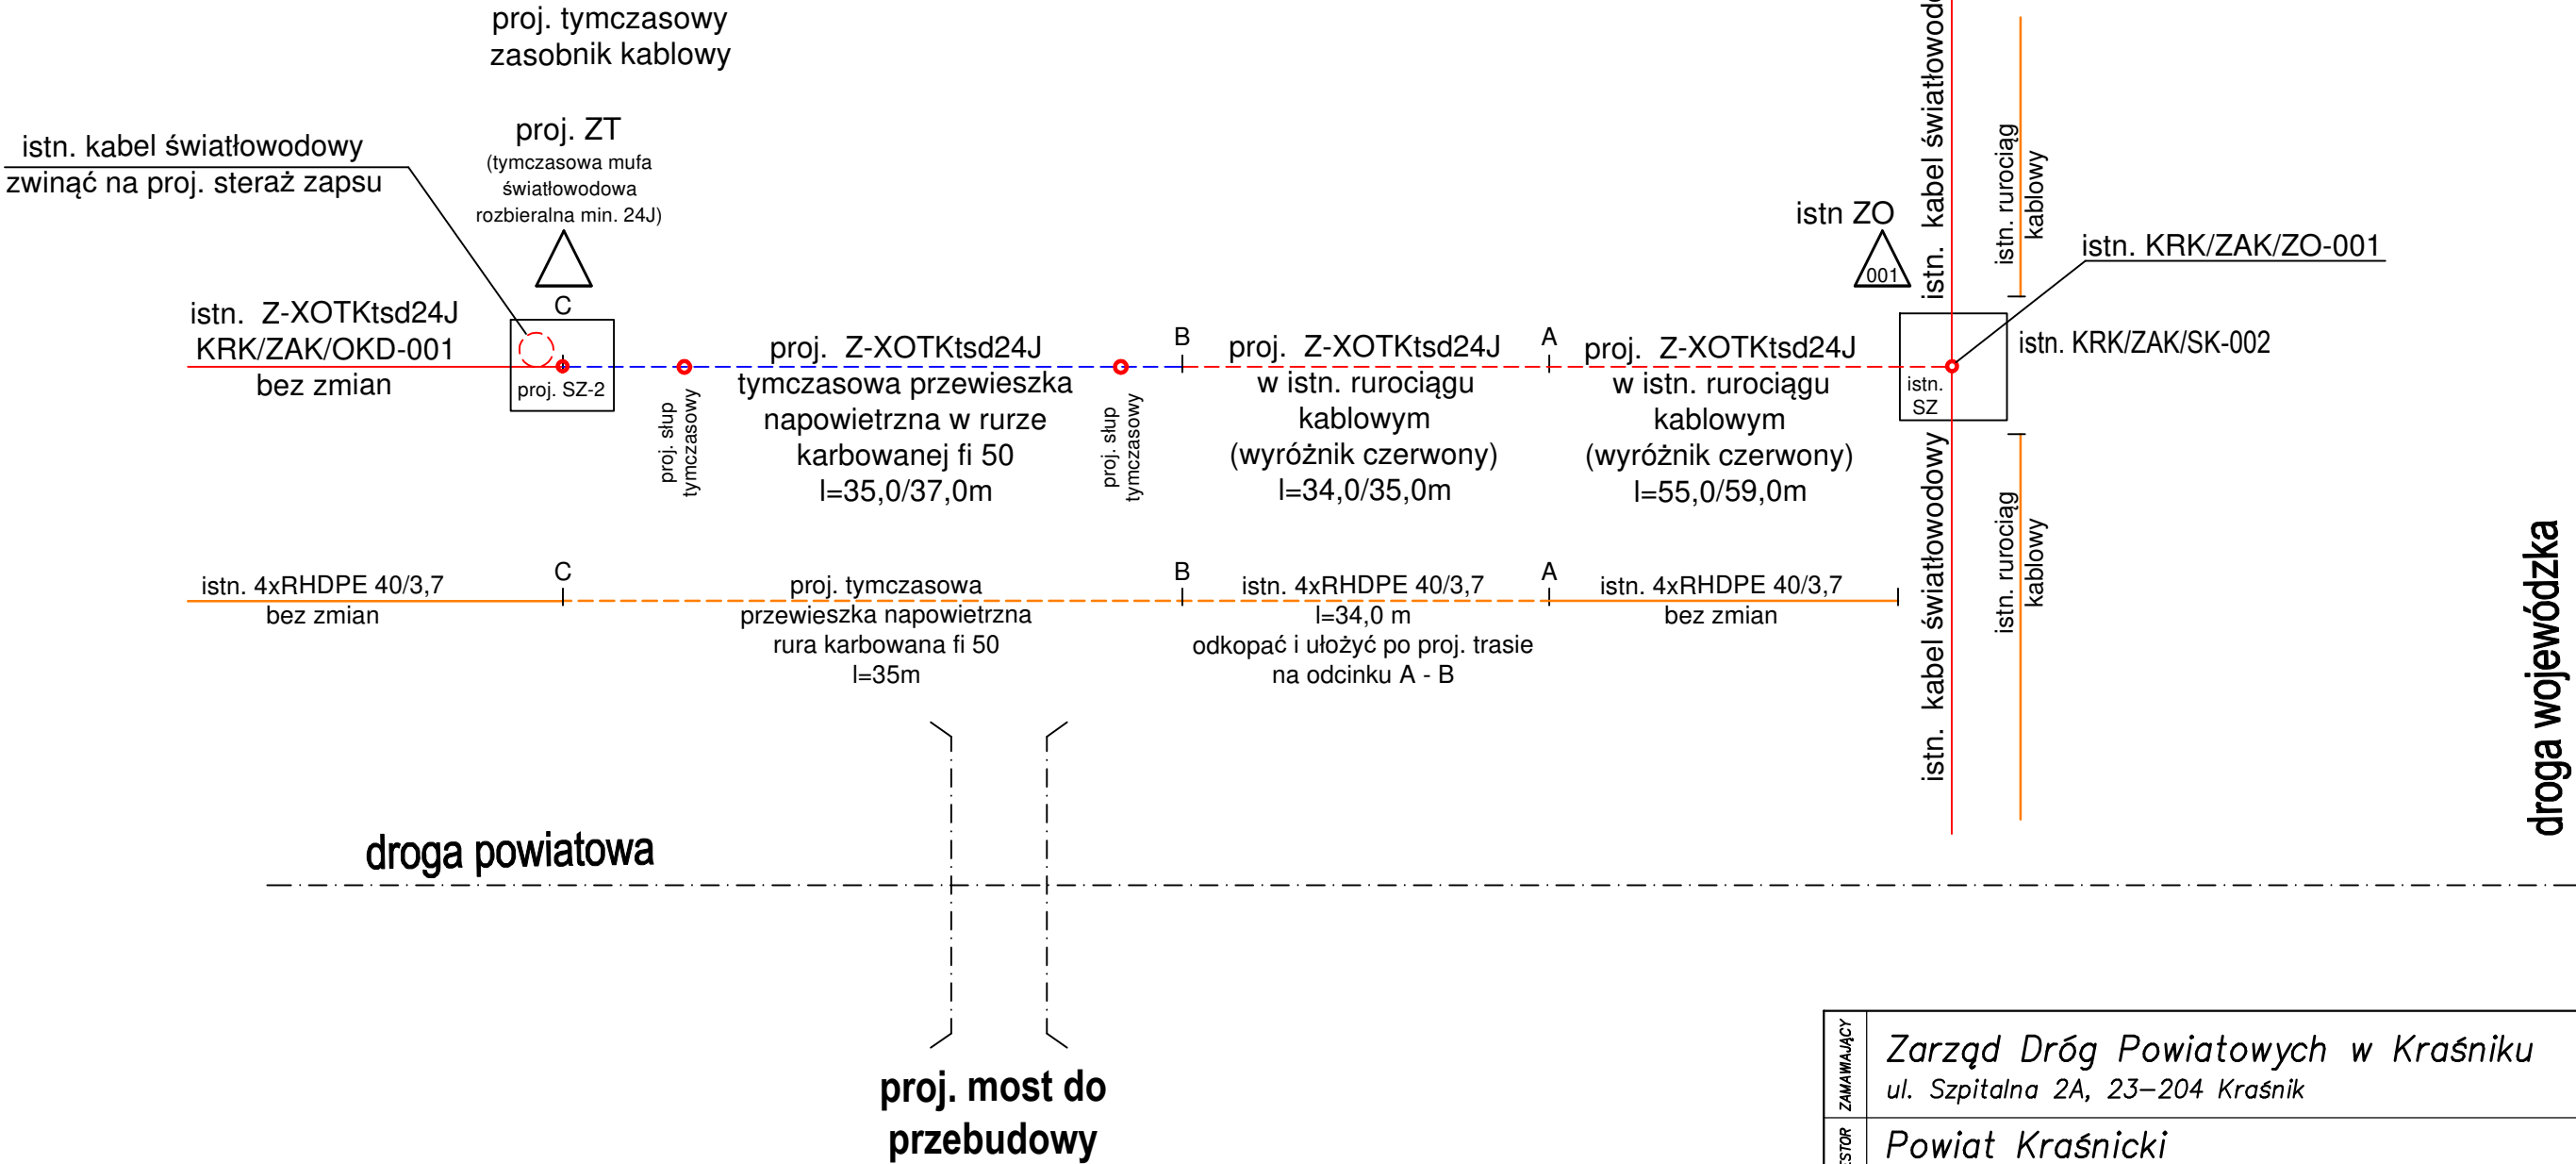 proj. tymczasowy
zasobnik kablowy
proj. ZT
(tymczasowa mufa
światłowodowa
rozbieralna min. 24J)
istn. kabel światłowodowy
zwinąć na proj. steraż zapsu
istn. Z-XOTKtsd24J
KRK/ZAK/OKD-001
bez zmian
C
proj. SZ-2
proj. słup
tymczasowy
proj. Z-XOTKtsd24J
tymczasowa przewieszka
napowietrzna w rurze
karbowanej fi 50
l=35,0/37,0m
proj. słup
tymczasowy
B
proj. Z-XOTKtsd24J
w istn. rurociągu
kablowym
(wyróżnik czerwony)
l=34,0/35,0m
A
proj. Z-XOTKtsd24J
w istn. rurociągu
kablowym
(wyróżnik czerwony)
l=55,0/59,0m
istn ZO
001
istn. kabel
istn. rurociąg
kablowy
istn. KRK/ZAK/ZO-001
istn. KRK/ZAK/SK-002
istn.
SZ
istn. kabel światłowodowy
istn. rurociąg
kablowy
droga wojewódzka
istn. 4xRHDPE 40/3,7
bez zmian
C
proj. tymczasowa
przewieszka napowietrzna
rura karbowana fi 50
l=35m
B
istn. 4xRHDPE 40/3,7
l=34,0 m
odkopać i ułożyć po proj. trasie
na odcinku A - B
A
istn. 4xRHDPE 40/3,7
bez zmian
droga powiatowa
proj. most do
przebudowy
ZAMAWIAJĄCY
Zarząd Dróg Powiatowych w Kraśniku
ul. Szpitalna 2A, 23-204 Kraśnik
Powiat Kraśnicki